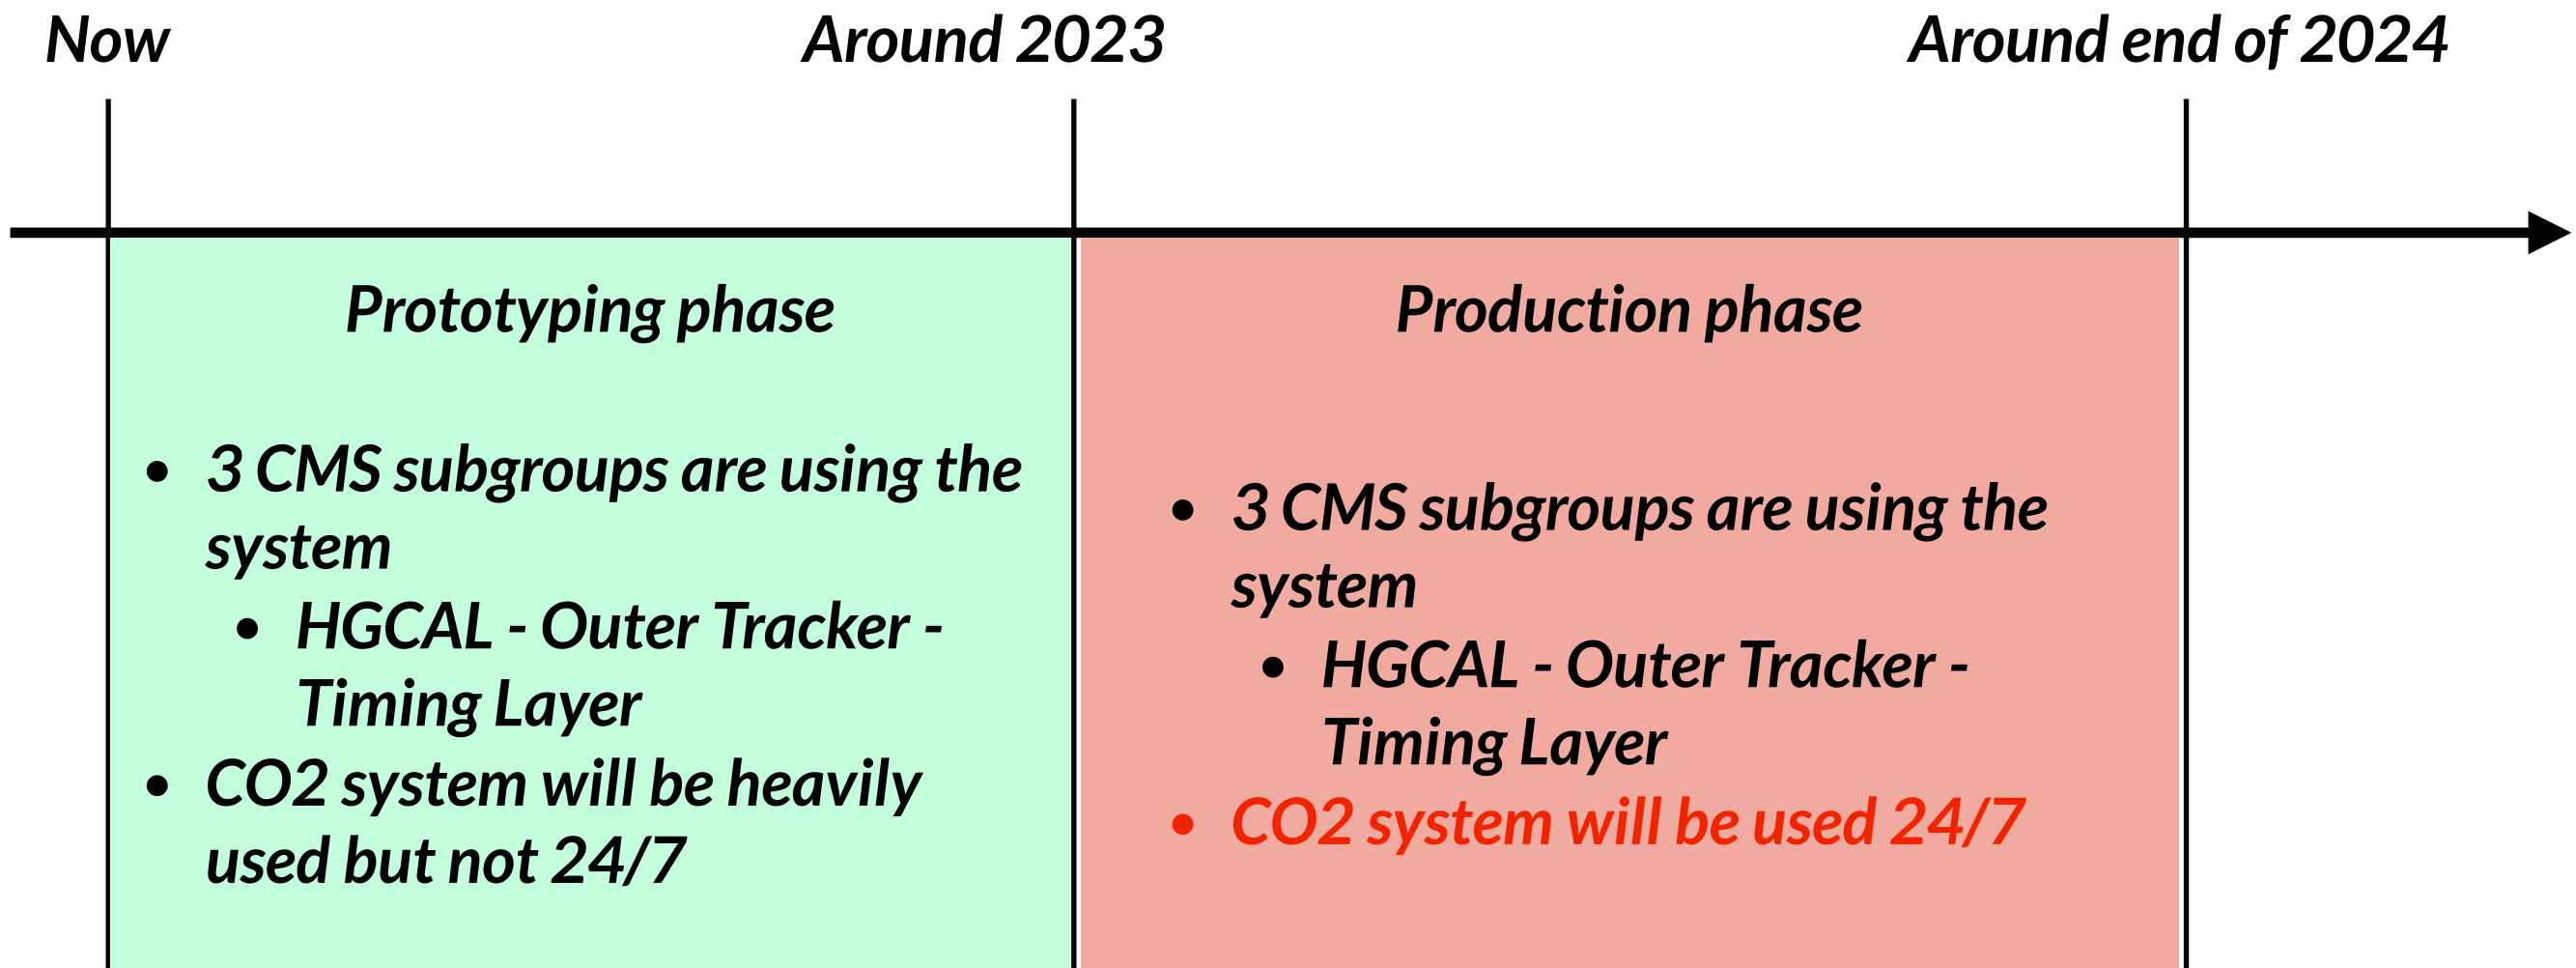 Now
Around 2023
Around end of 2024
Prototyping phase
• 3 CMS subgroups are using the
system
• HGCAL - Outer Tracker -
Timing Layer
• CO2 system will be heavily
used but not 24/7
Production phase
• 3 CMS subgroups are using the
system
• HGCAL - Outer Tracker -
Timing Layer
• CO2 system will be used 24/7